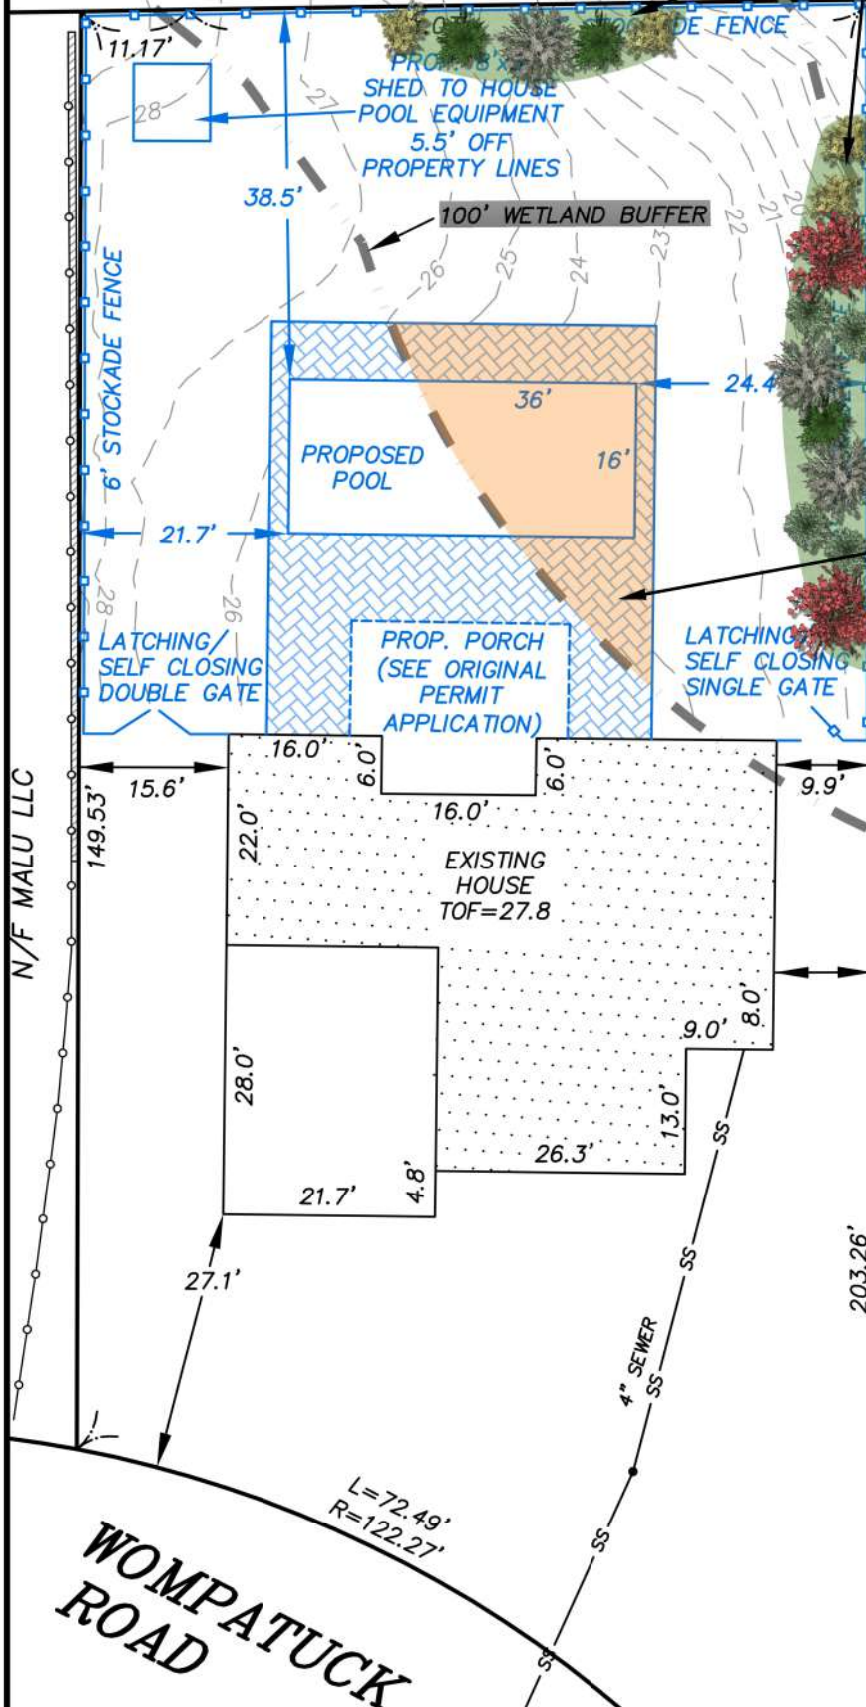 DE FENCE
11.17'
PROP. 8'x
SHED TO HOUSE
POOL EQUIPMENT
5.5' OFF
PROPERTY LINES
28
27
38.5'
100' WETLAND BUFFER
26
25
24
23
22
21
20
6' STOCKADE FENCE
36'
24.4
16'
PROPOSED
POOL
21.7'
28
26
LATCHING/
SELF CLOSING
DOUBLE GATE
PROP. PORCH
(SEE ORIGINAL
PERMIT
APPLICATION)
LATCHING/
SELF CLOSING
SINGLE GATE
16.0'
6.0'
6.0'
16.0'
15.6'
9.9'
N/F MALU LLC
149.53'
22.0'
EXISTING
HOUSE
TOF=27.8
28.0'
9.0'
8.0'
13.0'
26.3'
21.7'
4.8'
27.1'
203.26'
SS
SS
4" SEWER
SS
SS
SS
L=72.49'
R=122.27'
WOMPATUCK
ROAD